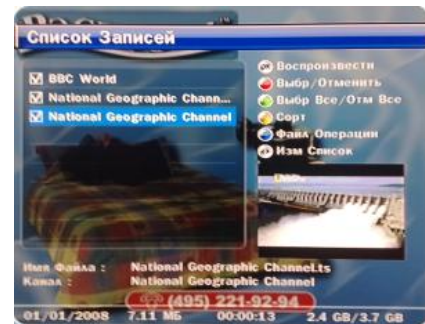 Список Записей
BBC World
National Geographic Chann...
National Geographic Channel
OK Воспроизвести
Выбр/Отменить
Выбр Все/Отм Все
Сорт
Файл Операции
Изм Список
Имя Файла : National Geographic Channel.ts
Канал : National Geographic Channel
(495) 221-92-94
01/01/2008 7.11 МБ 00:00:13 2.4 GB/3.7 GB